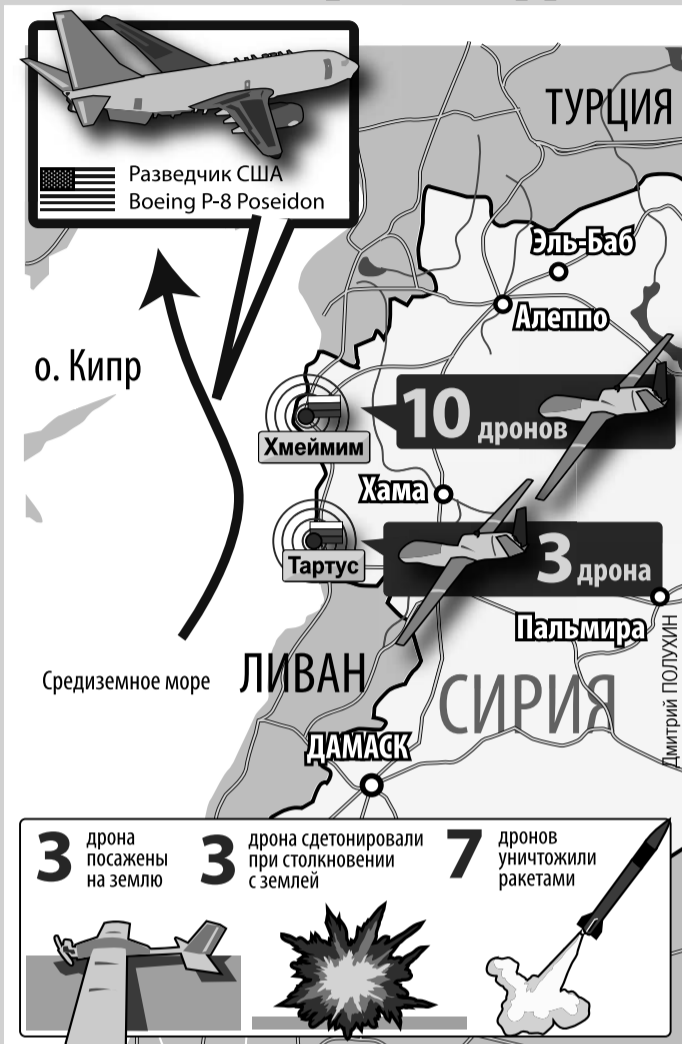 Разведчик США
Boeing P-8 Poseidon
ТУРЦИЯ
Эль-Баб
Алеппо
о. Кипр
10 дронов
Хмеймим
Хама
3 дрона
Тартус
Пальмира
Средиземное море
ЛИВАН
СИРИЯ
Дмитрий ПОЛУХИН
ДАМАСК
3 дрона
посажены
на землю
3 дрона сдетонировали
при столкновении
с землей
7 дронов
уничтожили
ракетами